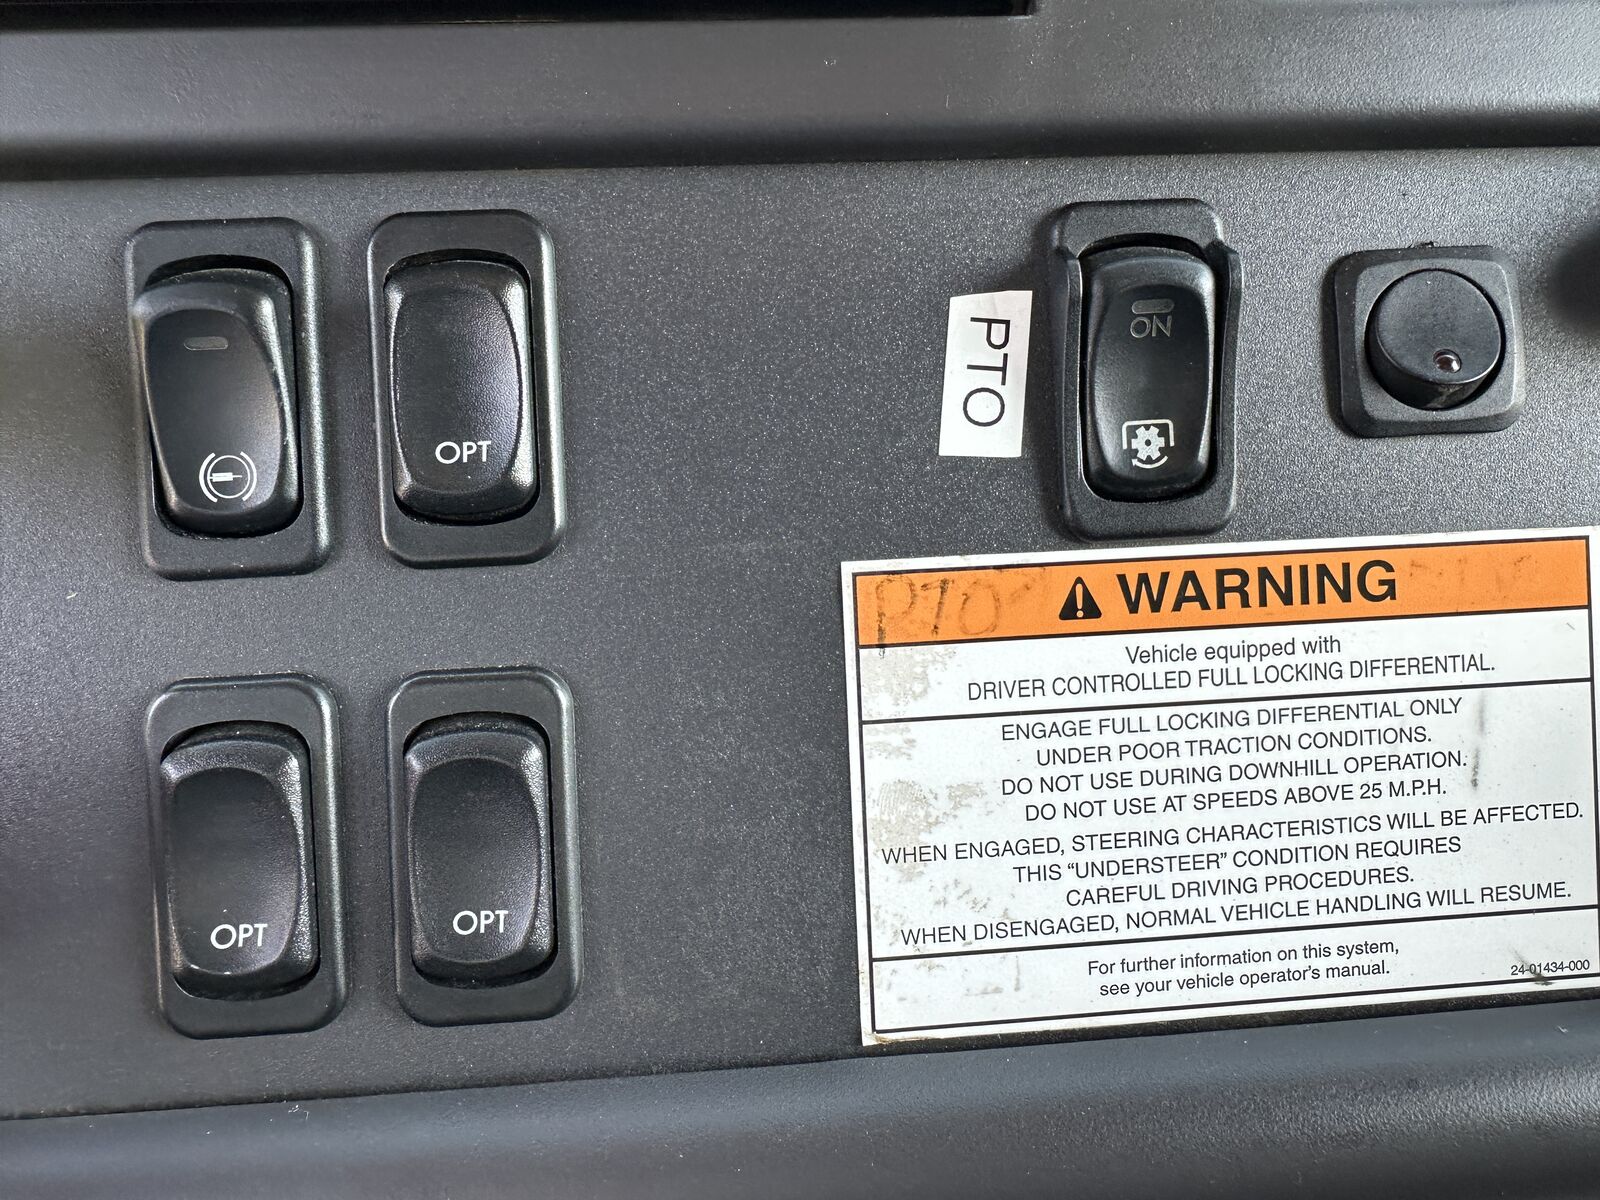 OPT
PTO
ON
OPT
OPT
PTO
WARNING
Vehicle equipped with
DRIVER CONTROLLED FULL LOCKING DIFFERENTIAL.
ENGAGE FULL LOCKING DIFFERENTIAL ONLY
UNDER POOR TRACTION CONDITIONS.
DO NOT USE DURING DOWNHILL OPERATION.
DO NOT USE AT SPEEDS ABOVE 25 M.P.H.
WHEN ENGAGED, STEERING CHARACTERISTICS WILL BE AFFECTED.
THIS “UNDERSTEER” CONDITION REQUIRES
CAREFUL DRIVING PROCEDURES.
WHEN DISENGAGED, NORMAL VEHICLE HANDLING WILL RESUME.
For further information on this system,
see your vehicle operator's manual.
24-01434-000